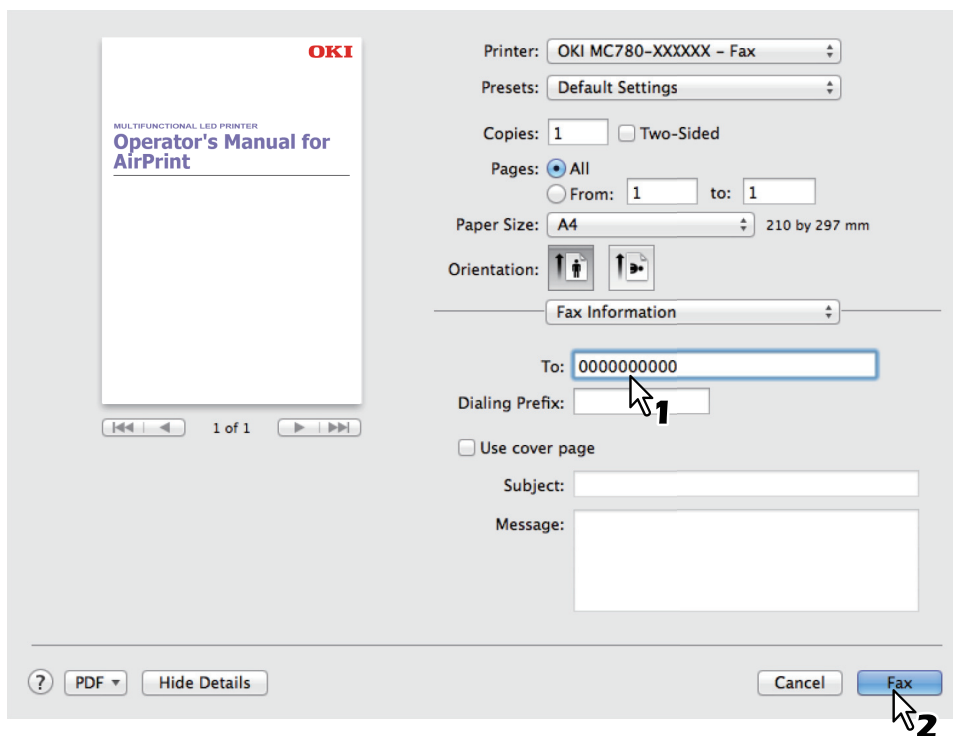 OKI
MULTIFUNCTIONAL LED PRINTER
Operator's Manual for
AirPrint
1 of 1
Printer: OKI MC780-XXXXXX – Fax
Presets: Default Settings
Copies: 1 Two-Sided
Pages: All
From: 1 to: 1
Paper Size: A4 210 by 297 mm
Orientation:
Fax Information
To: 0000000000
1
Dialing Prefix:
Use cover page
Subject:
Message:
? PDF Hide Details Cancel Fax
2